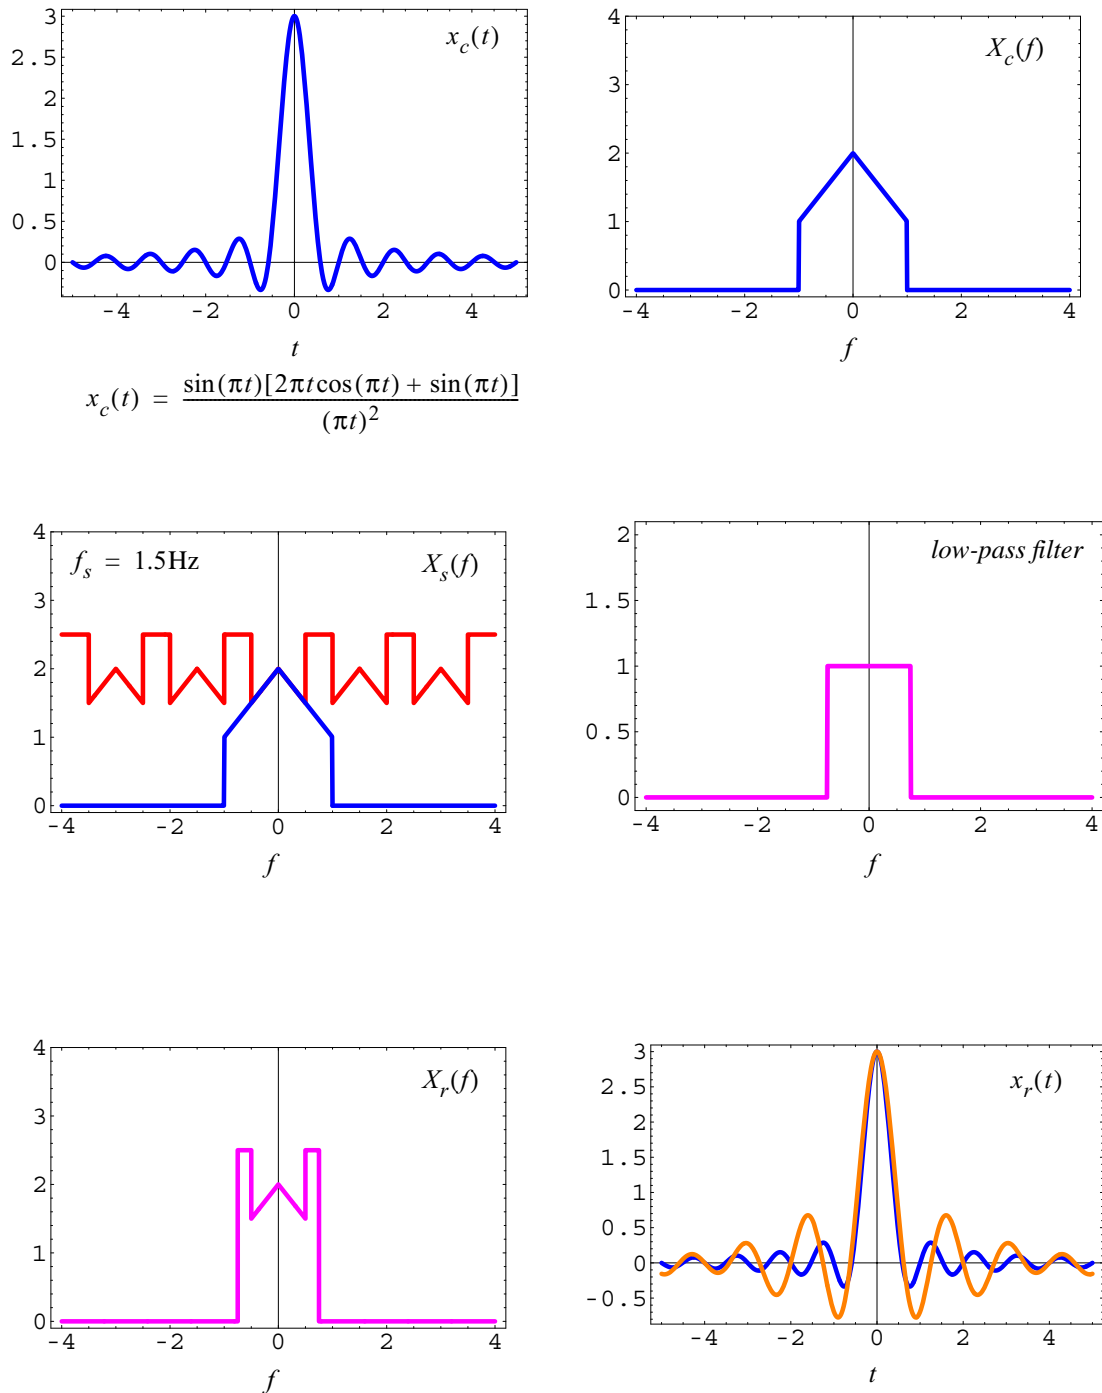 x_c(t)
3
2.5
2
1.5
1
0.5
0
-4 -2 0 2 4
t
x_c(t) = sin(πt)[2πtcos(πt) + sin(πt)] / (πt)^2
X_c(f)
4
3
2
1
0
-4 -2 0 2 4
f
f_s = 1.5Hz X_s(f)
4
3
2
1
0
-4 -2 0 2 4
f
low-pass filter
2
1.5
1
0.5
0
-4 -2 0 2 4
f
X_r(f)
4
3
2
1
0
-4 -2 0 2 4
f
x_r(t)
3
2.5
2
1.5
1
0.5
0
-0.5
-4 -2 0 2 4
t